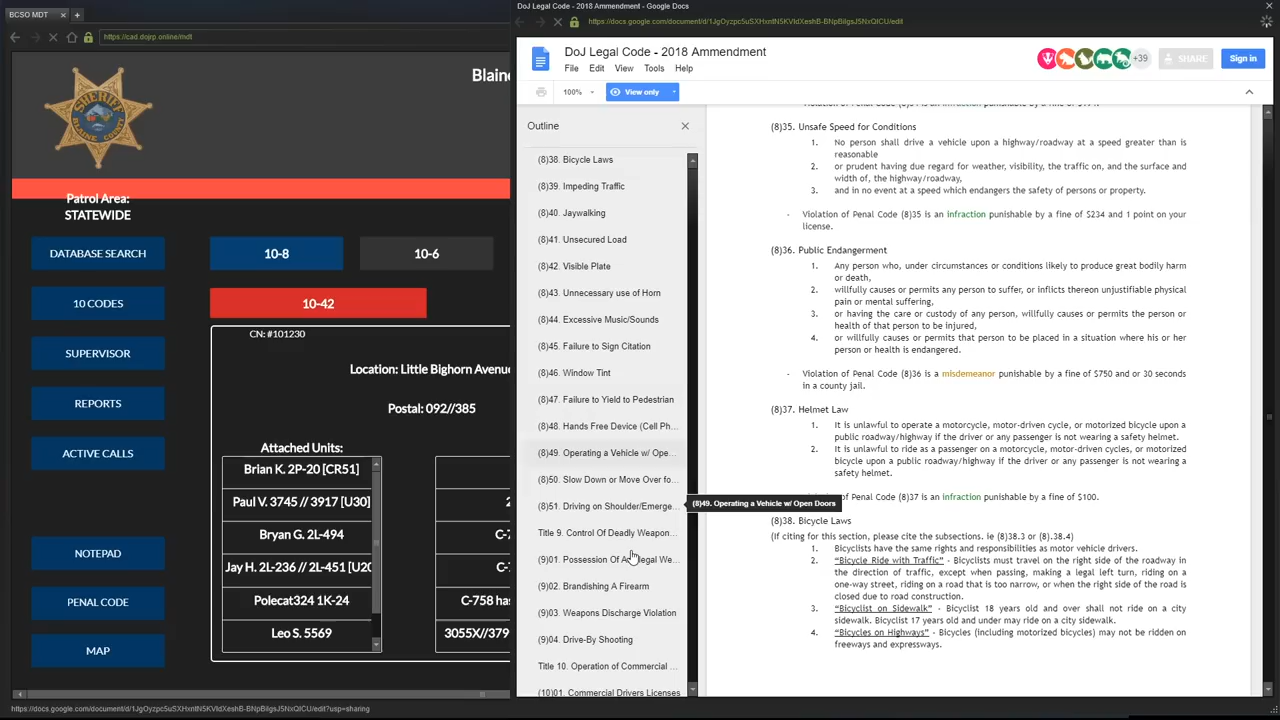 BCSO MDT
https://cad.dojrp.online/mdt
Blaine
Patrol Area:
STATEWIDE
DATABASE SEARCH
10-8
10-6
10 CODES
10-42
SUPERVISOR
CN: #101230
Location: Little Bighorn Avenue
REPORTS
Postal: 092//385
ACTIVE CALLS
Attached Units:
Brian K. 2P-20 [CR51]
Paul V. 3745 // 3917 [U30]
Bryan G. 2L-494
Jay H. 2L-236 // 2L-451 [U20
Polecat324 1K-24
Leo S. 5569
2
C-7
C-7
C-758 has
3055X//379
NOTEPAD
PENAL CODE
MAP
https://docs.google.com/document/d/1JgOyzpc5uSXHxntN5KVldXeshB-BNpBilgsJ5NxQICU/edit?usp=sharing
DoJ Legal Code - 2018 Ammendment - Google Docs
https://docs.google.com/document/d/1JgOyzpc5uSXHxntN5KVldXeshB-BNpBilgsJ5NxQICU/edit
DoJ Legal Code - 2018 Ammendment
File Edit View Tools Help
+39
SHARE
Sign in
100%
View only
Outline
(8)38. Bicycle Laws
(8)39. Impeding Traffic
(8)40. Jaywalking
(8)41. Unsecured Load
(8)42. Visible Plate
(8)43. Unnecessary use of Horn
(8)44. Excessive Music/Sounds
(8)45. Failure to Sign Citation
(8)46. Window Tint
(8)47. Failure to Yield to Pedestrian
(8)48. Hands Free Device (Cell Ph...
(8)49. Operating a Vehicle w/ Ope...
(8)50. Slow Down or Move Over fo...
(8)51. Driving on Shoulder/Emerge...
Title 9. Control Of Deadly Weapon...
(9)01. Possession Of An Illegal We...
(9)02. Brandishing A Firearm
(9)03. Weapons Discharge Violation
(9)04. Drive-By Shooting
Title 10. Operation of Commercial ...
(10)01. Commercial Drivers Licenses
(8)49. Operating a Vehicle w/ Open Doors
(8)35. Unsafe Speed for Conditions
1. No person shall drive a vehicle upon a highway/roadway at a speed greater than is
reasonable
2. or prudent having due regard for weather, visibility, the traffic on, and the surface and
width of, the highway/roadway,
3. and in no event at a speed which endangers the safety of persons or property.
- Violation of Penal Code (8)35 is an infraction punishable by a fine of $234 and 1 point on your
license.
(8)36. Public Endangerment
1. Any person who, under circumstances or conditions likely to produce great bodily harm
or death,
2. willfully causes or permits any person to suffer, or inflicts thereon unjustifiable physical
pain or mental suffering,
3. or having the care or custody of any person, willfully causes or permits the person or
health of that person to be injured,
4. or willfully causes or permits that person to be placed in a situation where his or her
person or health is endangered.
- Violation of Penal Code (8)36 is a misdemeanor punishable by a fine of $750 and or 30 seconds
in a county jail.
(8)37. Helmet Law
1. It is unlawful to operate a motorcycle, motor-driven cycle, or motorized bicycle upon a
public roadway/highway if the driver or any passenger is not wearing a safety helmet.
2. It is unlawful to ride as a passenger on a motorcycle, motor-driven cycles, or motorized
bicycle upon a public roadway/highway if the driver or any passenger is not wearing a
safety helmet.
of Penal Code (8)37 is an infraction punishable by a fine of $100.
(8)38. Bicycle Laws
(If citing for this section, please cite the subsections. ie (8)38.3 or (8).38.4)
1. Bicyclists have the same rights and responsibilities as motor vehicle drivers.
2. “Bicycle Ride with Traffic” - Bicyclists must travel on the right side of the roadway in
the direction of traffic, except when passing, making a legal left turn, riding on a
one-way street, riding on a road that is too narrow, or when the right side of the road is
closed due to road construction.
3. “Bicyclist on Sidewalk” - Bicyclist 18 years old and over shall not ride on a city
sidewalk. Bicyclist 17 years old and under may ride on a city sidewalk.
4. “Bicycles on Highways” - Bicycles (including motorized bicycles) may not be ridden on
freeways and expressways.